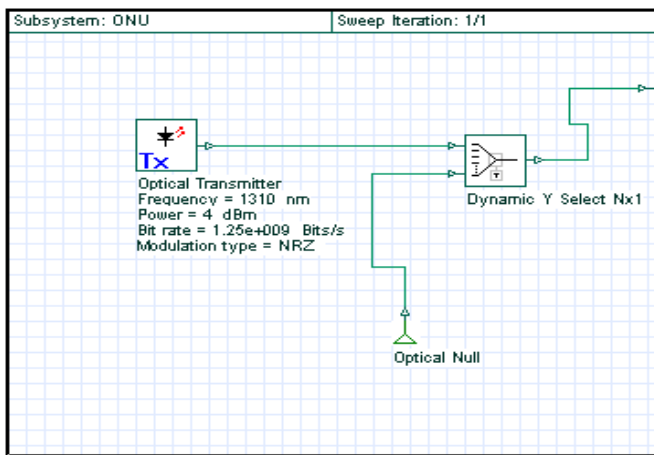 Subsystem: ONU
Sweep Iteration: 1/1
Tx
Optical Transmitter
Frequency = 1310 nm
Power = 4 dBm
Bit rate = 1.25e+009 Bits/s
Modulation type = NRZ
Dynamic Y Select Nx1
Optical Null